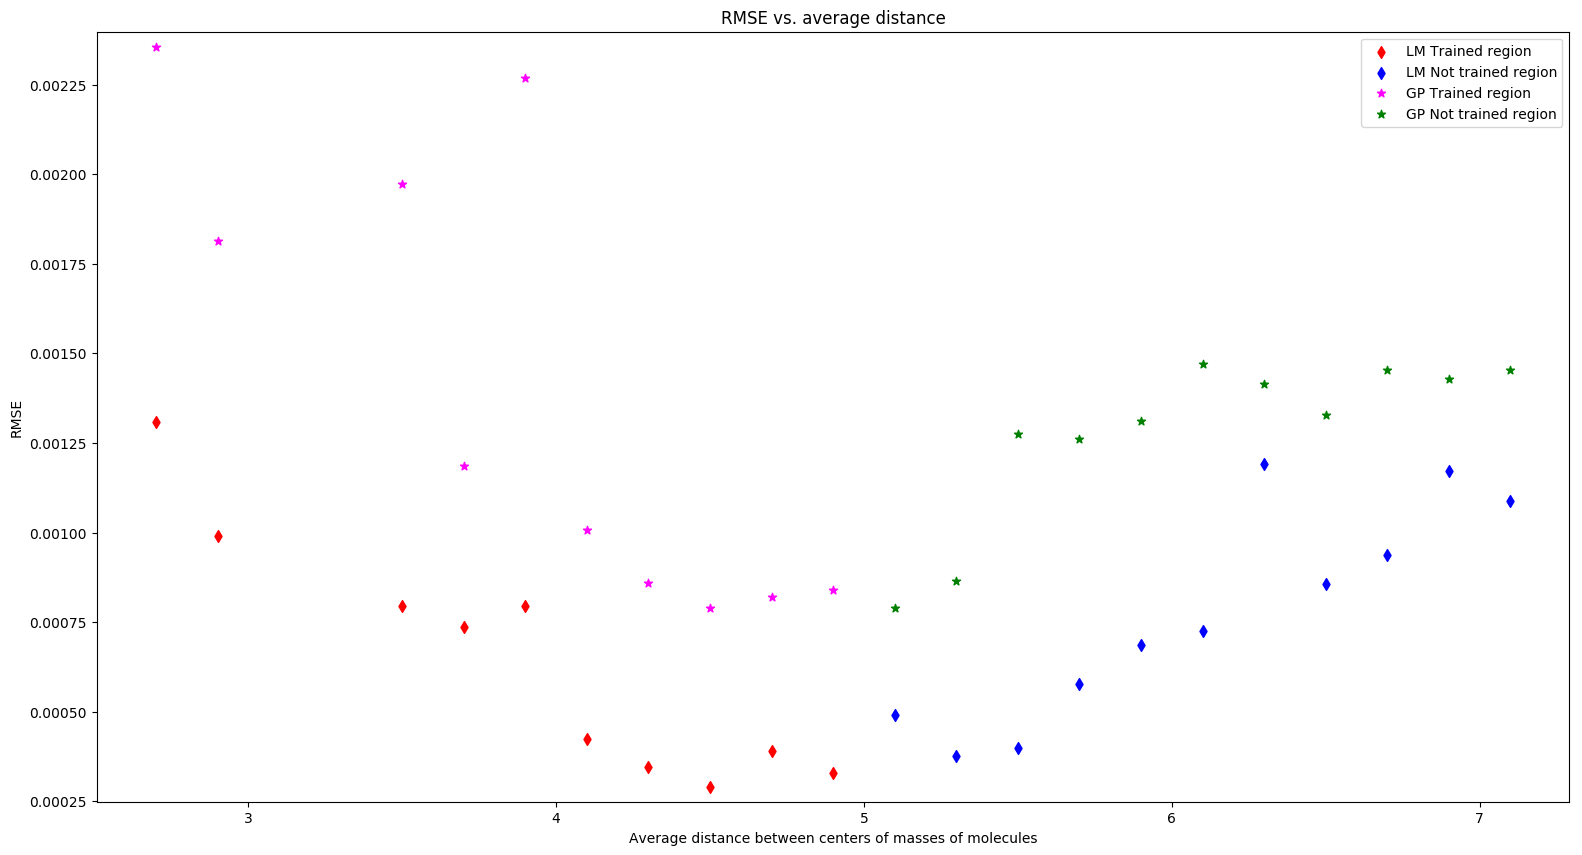 RMSE vs. average distance
LM Trained region
LM Not trained region
GP Trained region
GP Not trained region
0.00225
0.00200
0.00175
0.00150
0.00125
0.00100
0.00075
0.00050
0.00025
RMSE
3 4 5 6 7
Average distance between centers of masses of molecules